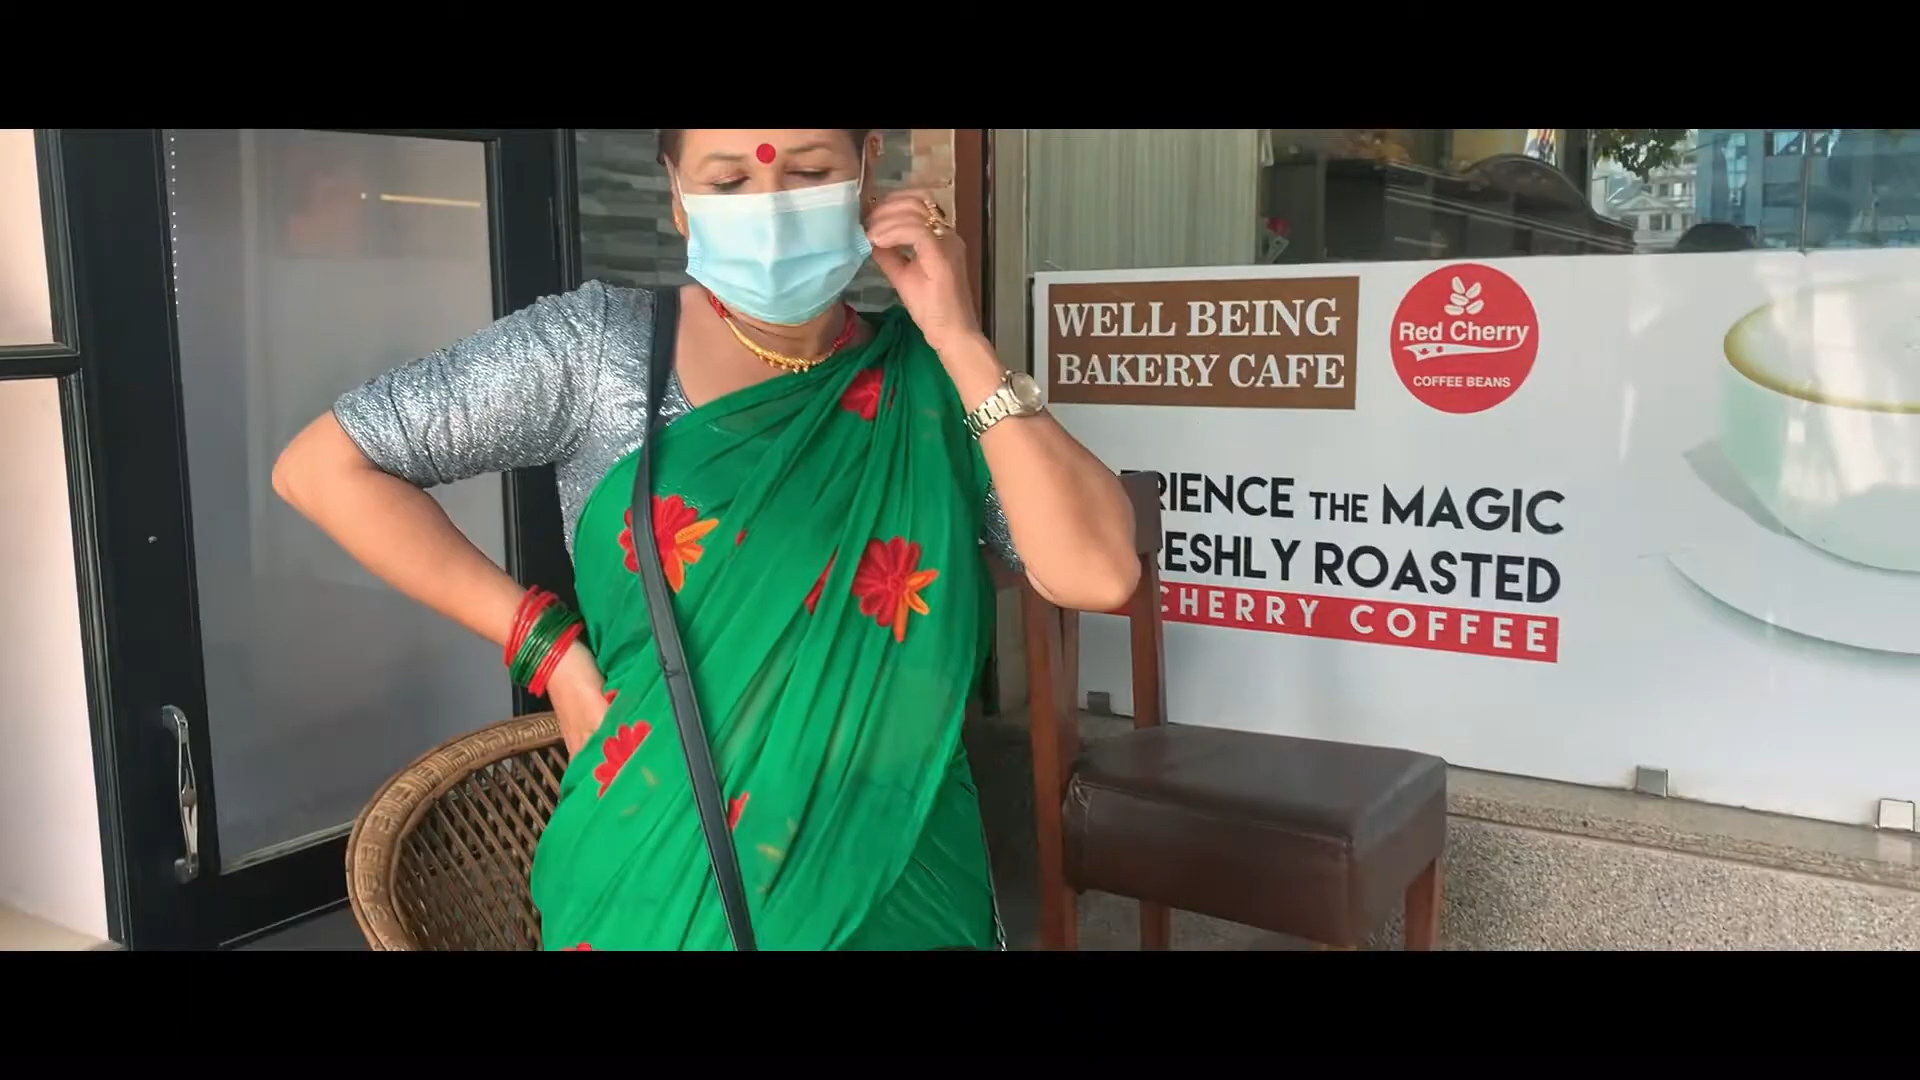 WELL BEING
BAKERY CAFE
Red Cherry
COFFEE BEANS
RIENCE THE MAGIC
RESHLY ROASTED
CHERRY COFFEE